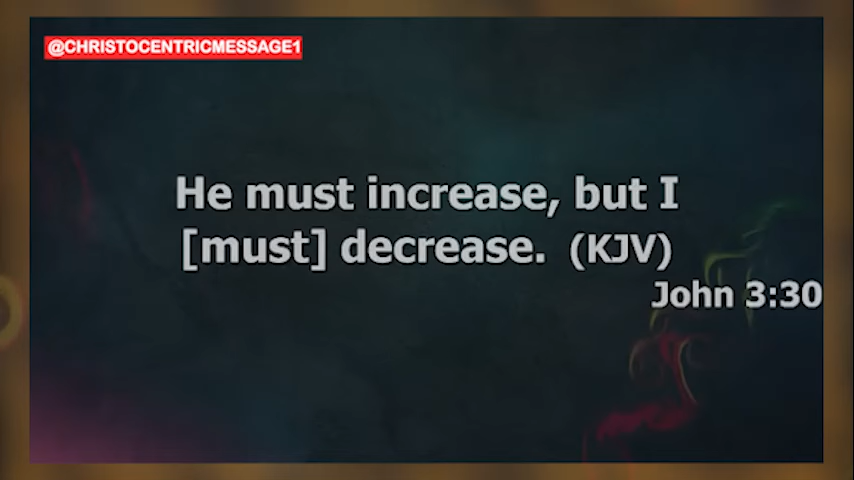 @CHRISTOCENTRICMESSAGE1
He must increase, but I
[must] decrease. (KJV)
John 3:30